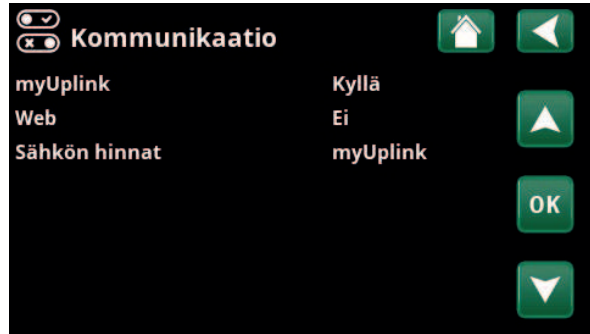 Kommunikaatio
myUplink Kyllä
Web Ei
Sähkön hinnat myUplink
OK